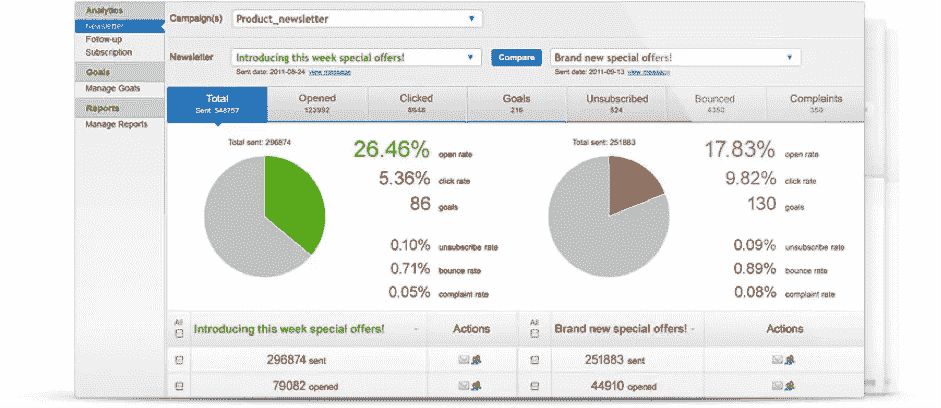 Analytics
Newsletter
Follow-up
Subscription
Goals
Manage Goals
Reports
Manage Reports
Campaign(s) Product_newsletter
Newsletter Introducing this week special offers! Compare Brand new special offers!
Sent date: 2011-08-24 view message Sent date: 2011-09-13 view message
Total Opened Clicked Goals Unsubscribed Bounced Complaints
Sent 548757 123992 216 524 4350 350
Total sent: 296874 Total sent: 251883
26.46% open rate 17.83% open rate
5.36% click rate 9.82% click rate
86 goals 130 goals
0.10% unsubscribe rate 0.09% unsubscribe rate
0.71% bounce rate 0.89% bounce rate
0.05% complaint rate 0.08% complaint rate
All All
Introducing this week special offers! Actions Brand new special offers! Actions
296874 sent 251883 sent
79082 opened 44910 opened